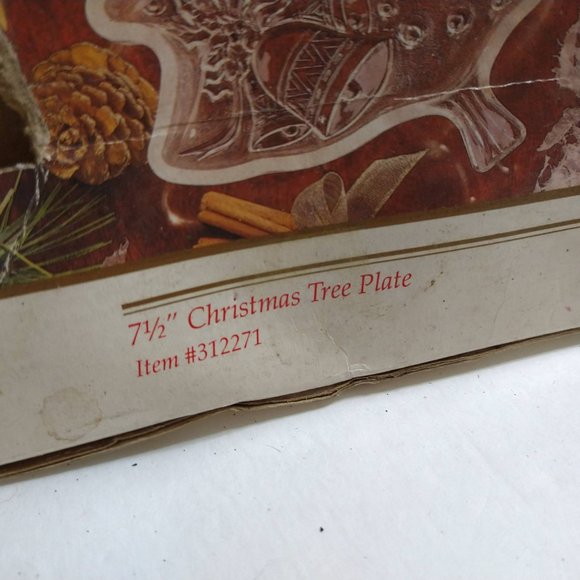 7½" Christmas Tree Plate
Item #312271